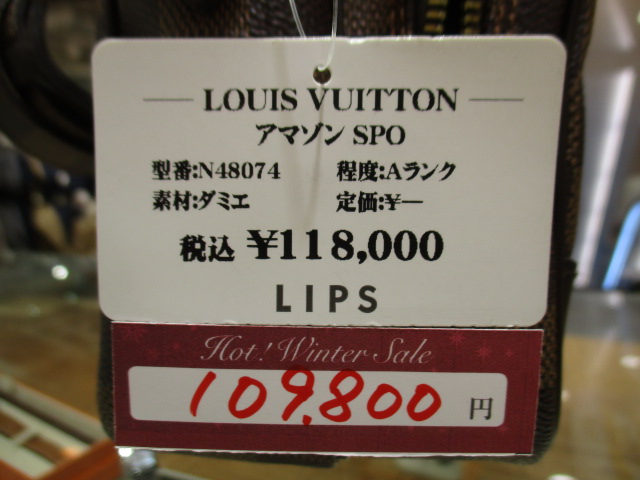 LOUIS VUITTON
アマゾン SPO
型番:N48074 程度:Aランク
素材:ダミエ 定価:¥—
税込 ¥118,000
LIPS
Hot! Winter Sale
109.800 円